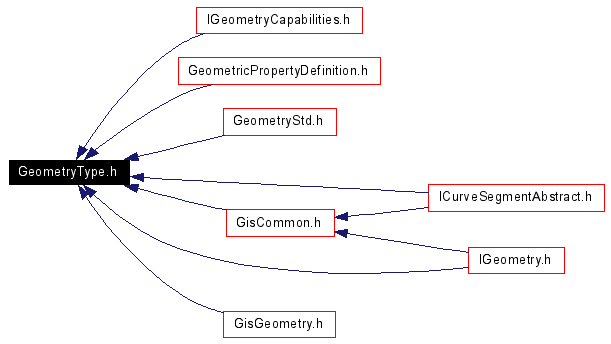 IGeometryCapabilities.h
GeometricPropertyDefinition.h
GeometryStd.h
GeometryType.h
ICurveSegmentAbstract.h
GisCommon.h
IGeometry.h
GisGeometry.h